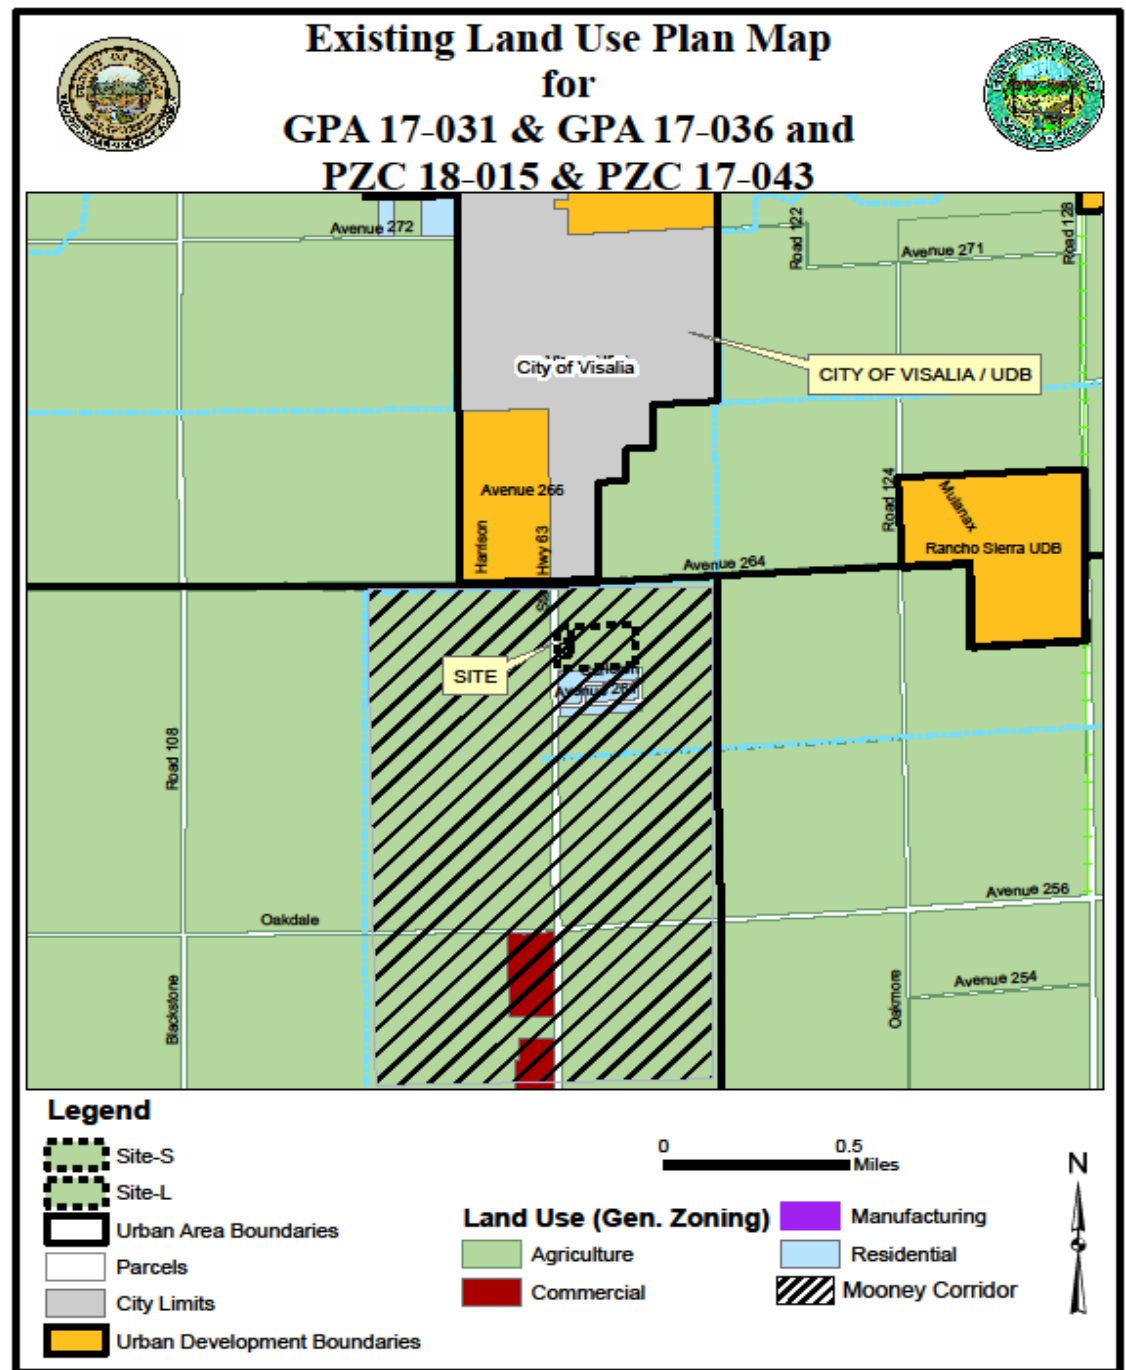 Existing Land Use Plan Map
for
GPA 17-031 & GPA 17-036 and
PZC 18-015 & PZC 17-043
Avenue 272
Road 122
Avenue 271
Road 128
City of Visalia
CITY OF VISALIA / UDB
Avenue 266
Harrison
Hwy 63
Road 124
Mulanax
Rancho Sierra UDB
Avenue 264
SITE
Avenue 261
Road 108
Oakdale
Avenue 256
Blackstone
Oakmore
Avenue 254
Legend
Site-S
Site-L
Urban Area Boundaries
Parcels
City Limits
Urban Development Boundaries
0 0.5
Miles
N
Land Use (Gen. Zoning)
Agriculture
Commercial
Manufacturing
Residential
Mooney Corridor